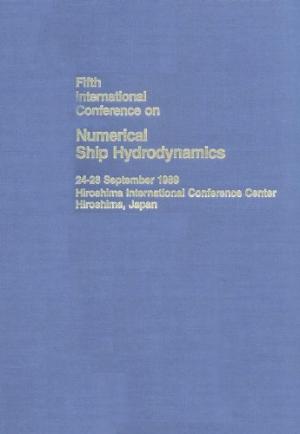 Fifth
International
Conference on
Numerical
Ship Hydrodynamics
24-28 September 1989
Hiroshima International Conference Center
Hiroshima, Japan